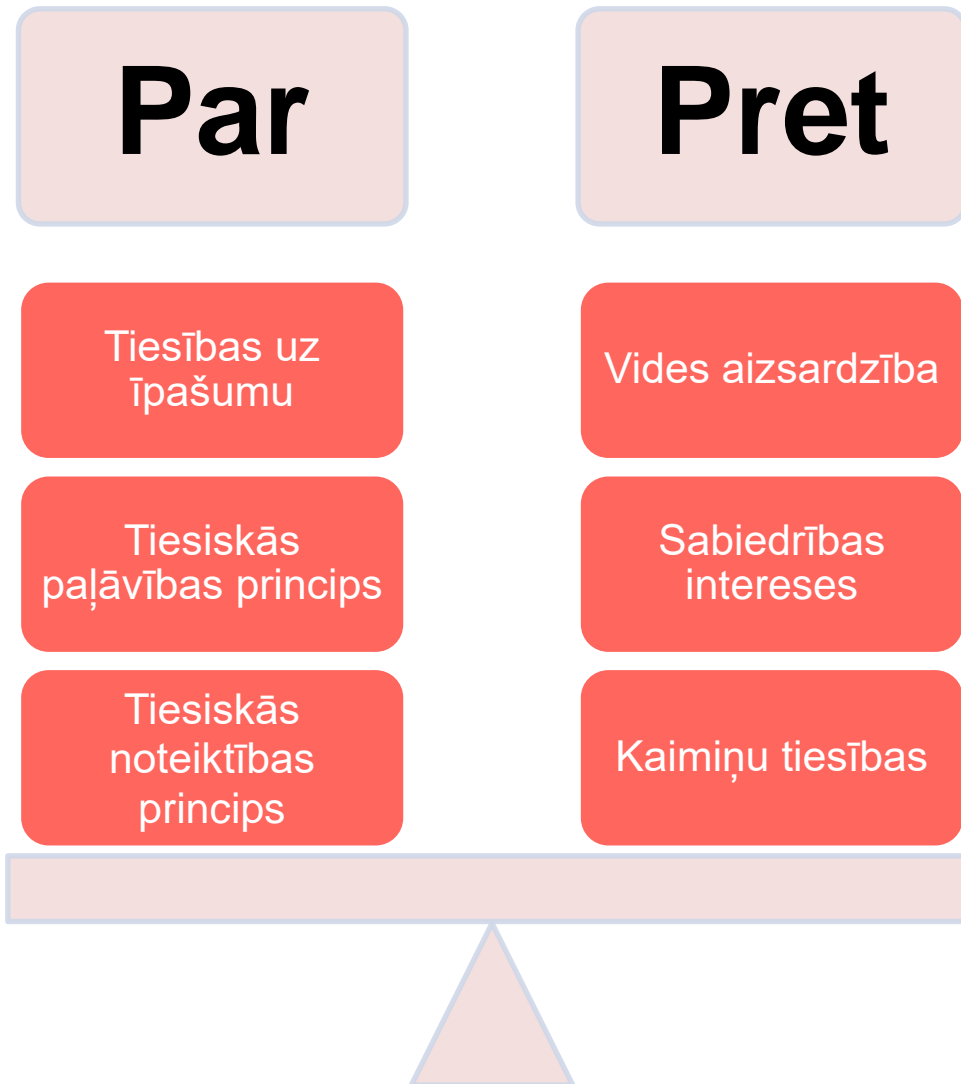 Par
Pret
Tiesības uz
īpašumu
Vides aizsardzība
Tiesiskās
paļāvības princips
Sabiedrības
intereses
Tiesiskās
noteiktības
princips
Kaimiņu tiesības